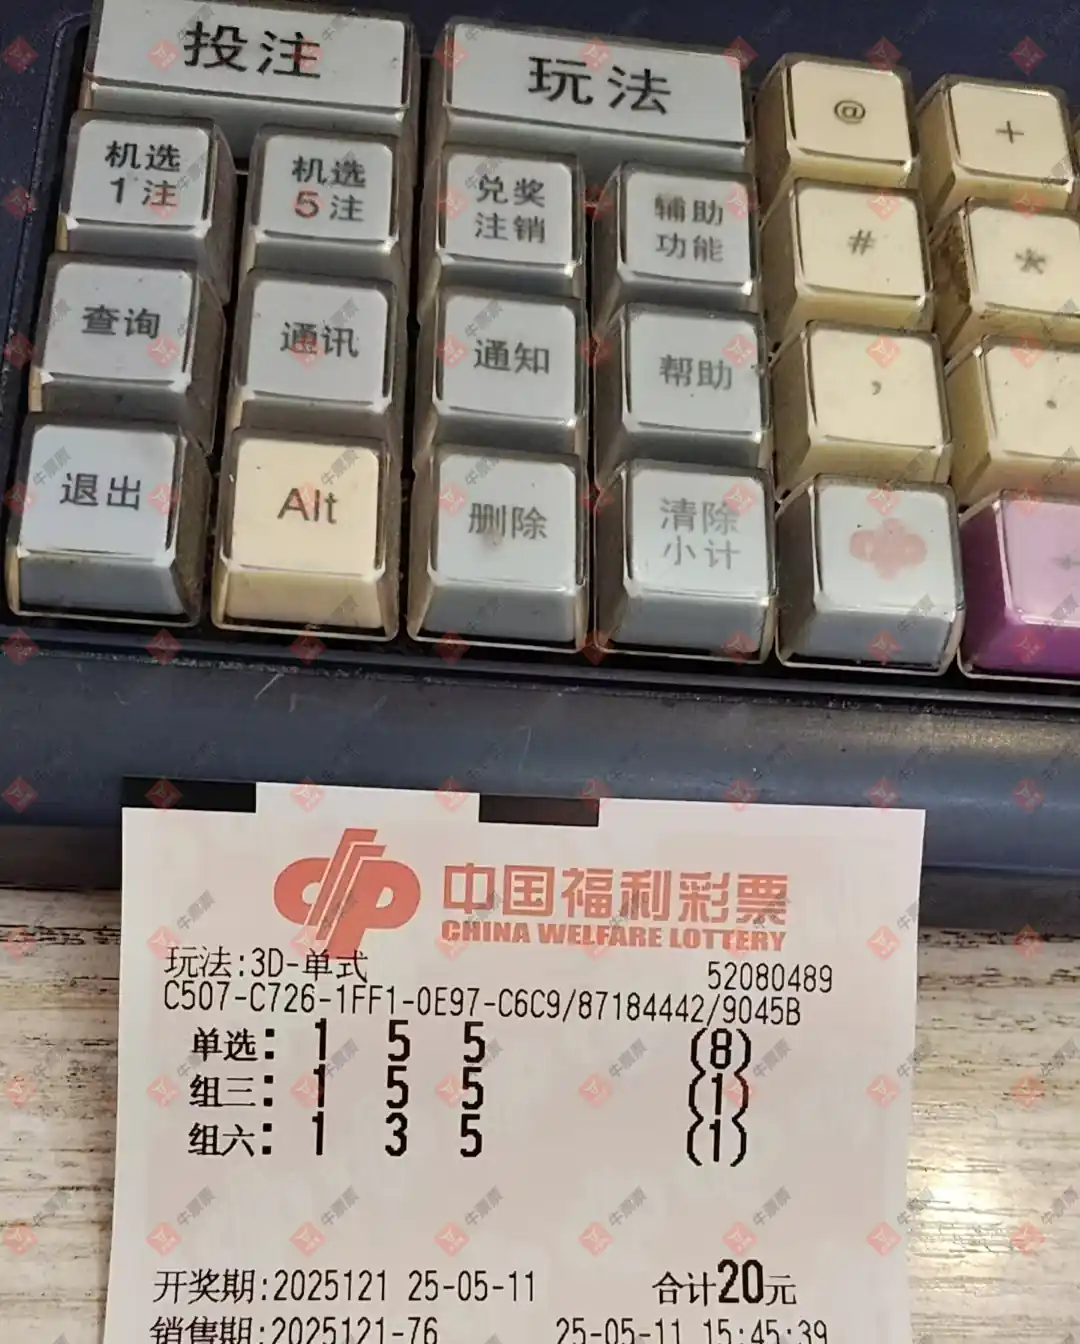 投注 玩法 @ +
机选 机选 兑奖 辅助 # *
1注 5注 注销 功能
查询 通讯 通知 帮助 ,
退出 Alt 删除 清除
小计
中国福利彩票
CHINA WELFARE LOTTERY
玩法:3D-单式 52080489
C507-C726-1FF1-0E97-C6C9/87184442/9045B
单选: 1 5 5 (8)
组三: 1 5 5 (1)
组六: 1 3 5 (1)
开奖期:2025121 25-05-11 合计20元
销售期:2025121-76 25-05-11 15:45:39
牛票票